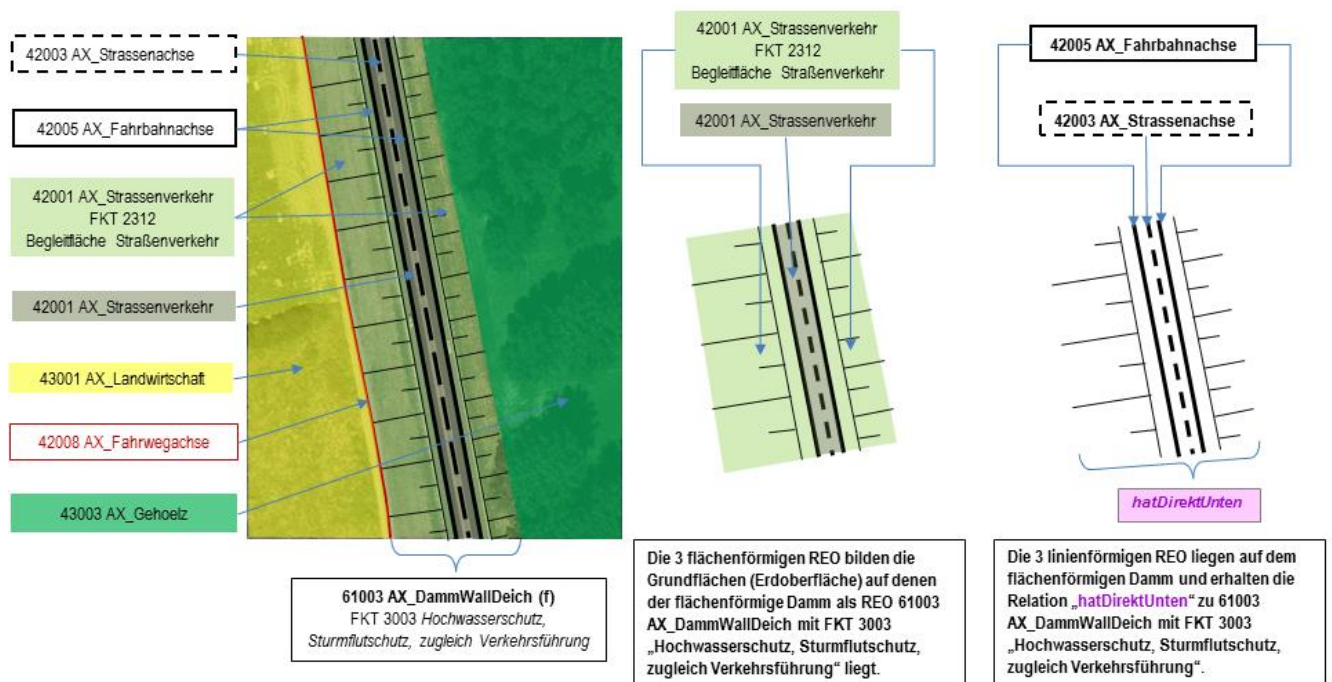 42003 AX_Strassenachse
42005 AX_Fahrbahnachse
42001 AX_Strassenverkehr
FKT 2312
Begleitfläche Straßenverkehr
42001 AX_Strassenverkehr
43001 AX_Landwirtschaft
42008 AX_Fahrwegachse
43003 AX_Gehoelz
61003 AX_DammWallDeich (f)
FKT 3003 Hochwasserschutz,
Sturmflutschutz, zugleich Verkehrsführung
42001 AX_Strassenverkehr
FKT 2312
Begleitfläche Straßenverkehr
42001 AX_Strassenverkehr
Die 3 flächenförmigen REO bilden die
Grundflächen (Erdoberfläche) auf denen
der flächenförmige Damm als REO 61003
AX_DammWallDeich mit FKT 3003
„Hochwasserschutz, Sturmflutschutz,
zugleich Verkehrsführung“ liegt.
42005 AX_Fahrbahnachse
42003 AX_Strassenachse
hatDirektUnten
Die 3 linienförmigen REO liegen auf dem
flächenförmigen Damm und erhalten die
Relation „hatDirektUnten“ zu 61003
AX_DammWallDeich mit FKT 3003
„Hochwasserschutz, Sturmflutschutz,
zugleich Verkehrsführung“.